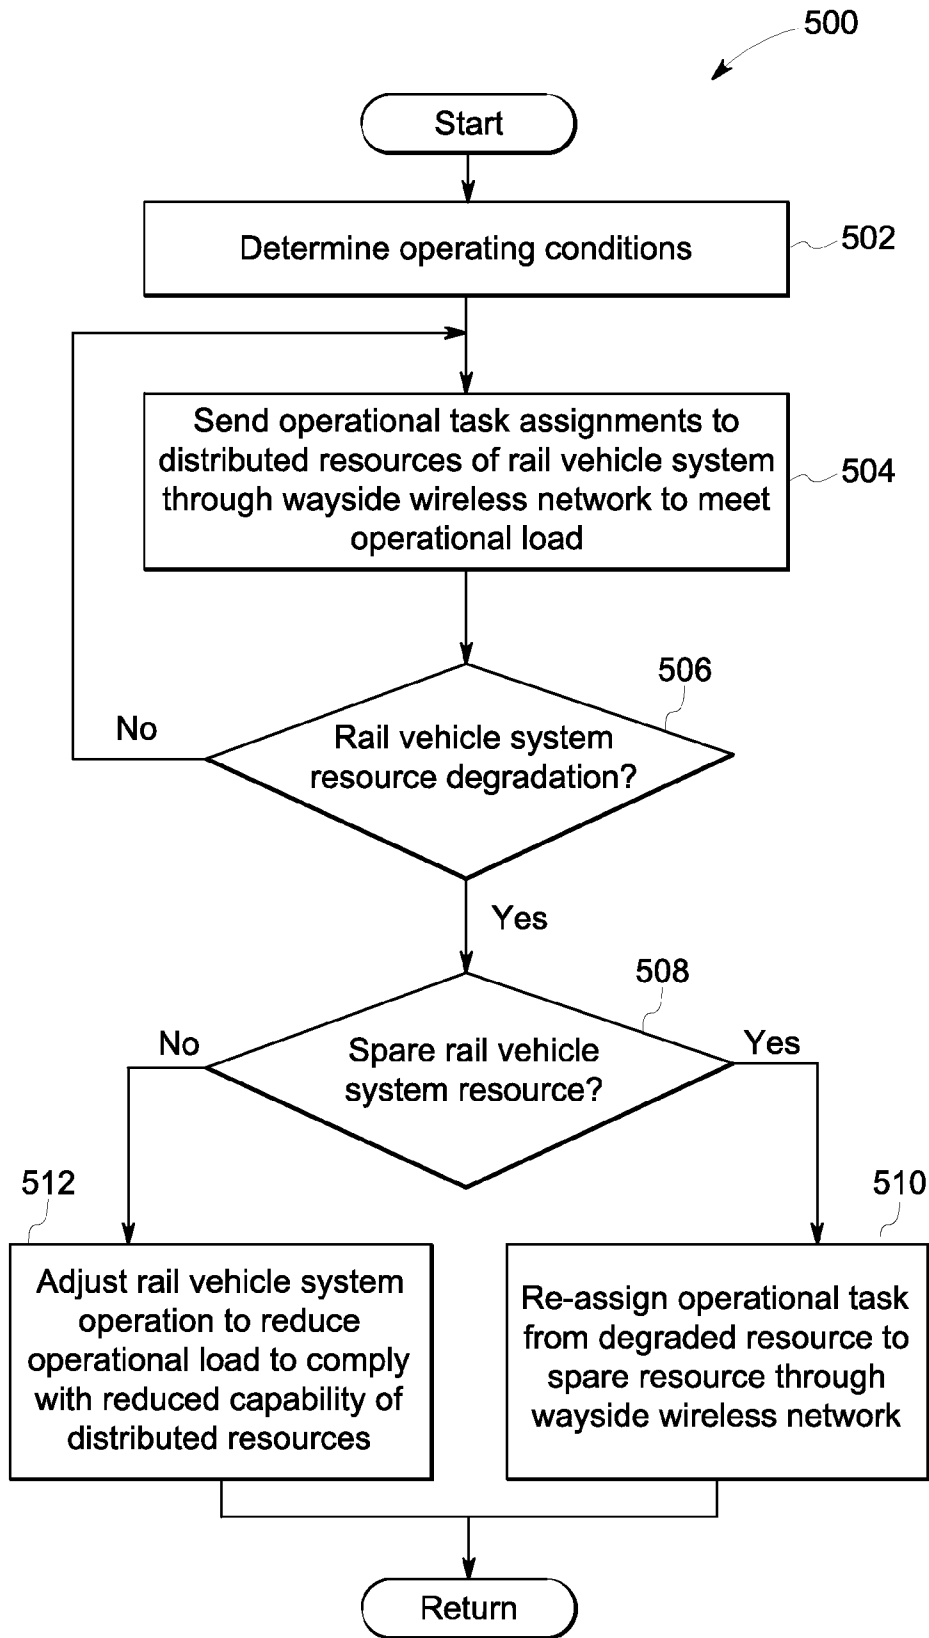 500
Start
Determine operating conditions
502
Send operational task assignments to
distributed resources of rail vehicle system
through wayside wireless network to meet
operational load
504
506
Rail vehicle system
resource degradation?
No
Yes
508
Spare rail vehicle
system resource?
No
Yes
512
510
Adjust rail vehicle system
operation to reduce
operational load to comply
with reduced capability of
distributed resources
Re-assign operational task
from degraded resource to
spare resource through
wayside wireless network
Return